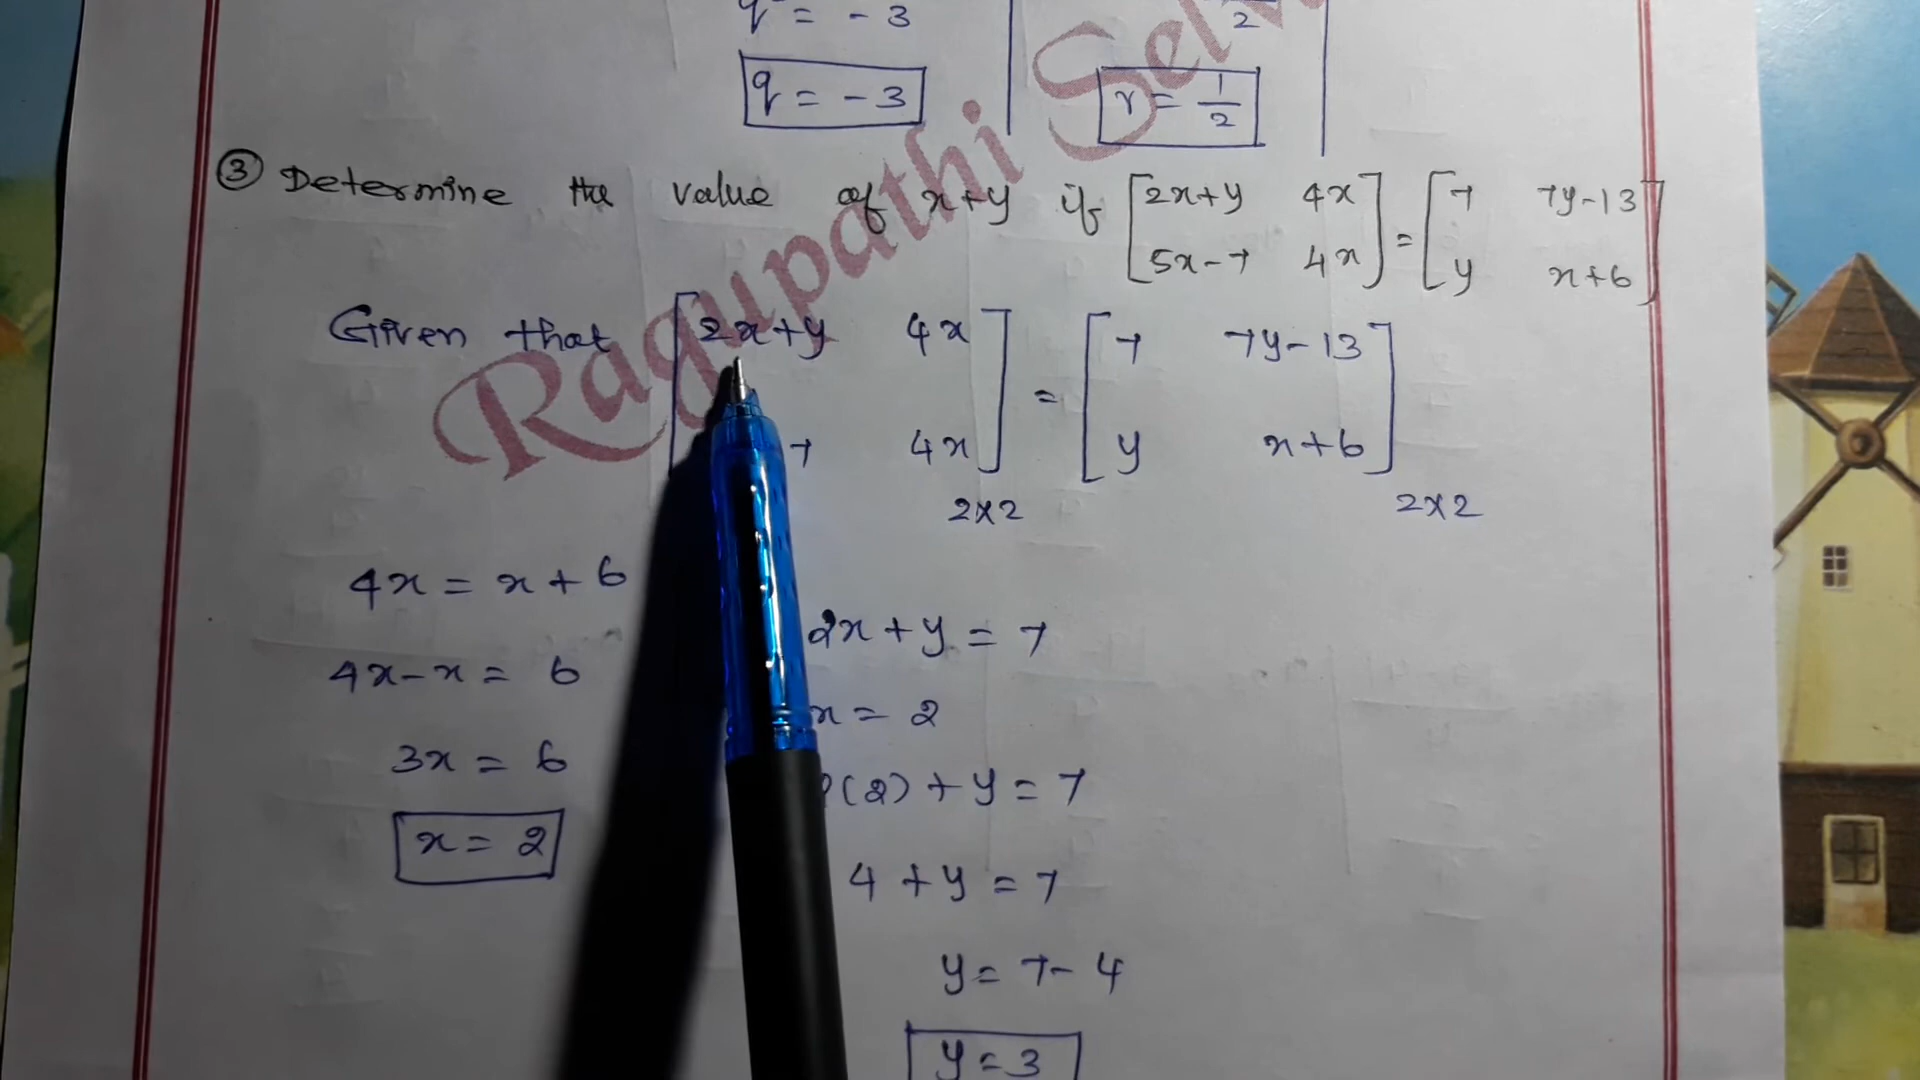 q = - 3
2
q = - 3
r = 1/2
③ Determine the value of x+y if [2x+y 4x] = [7 7y-13]
[5x-7 4x] [y x+6]
Given that [2x+y 4x] = [7 7y-13]
7 4x] [y x+6]
2x2 2x2
4x = x + 6
2x + y = 7
4x - x = 6
x = 2
3x = 6
(2) + y = 7
x = 2
4 + y = 7
y = 7 - 4
y = 3
Ragupathi